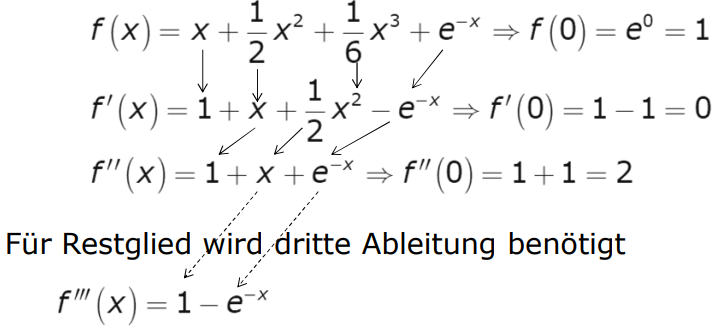 f(x) = x + 1/2 x² + 1/6 x³ + e⁻ˣ ⇒ f(0) = e⁰ = 1
f′(x) = 1 + x + 1/2 x² − e⁻ˣ ⇒ f′(0) = 1 − 1 = 0
f″(x) = 1 + x + e⁻ˣ ⇒ f″(0) = 1 + 1 = 2
Für Restglied wird dritte Ableitung benötigt
f‴(x) = 1 − e⁻ˣ